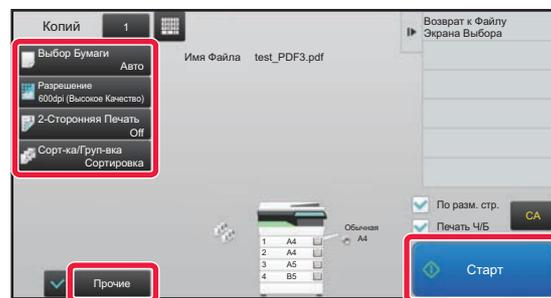 Копий 1
Выбор Бумаги
Авто
Разрешение
600dpi (Высокое Качество)
2-Сторонняя Печать
Off
Сорт-ка/Груп-вка
Сортировка
Прочие
Имя Файла test_PDF3.pdf
1 A4
2 A4
3 A5
4 B5
Обычная
A4
Возврат к Файлу
Экрана Выбора
По разм. стр.
Печать Ч/Б
CA
Старт